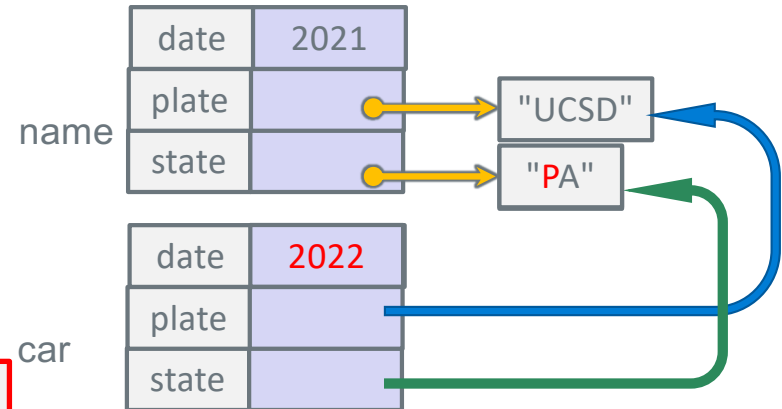 date 2021
plate "UCSD"
name
state "PA"
date 2022
plate
car
state